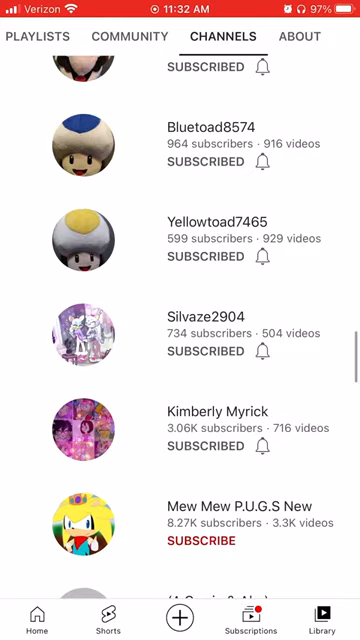 Verizon 11:32 AM 97%
PLAYLISTS COMMUNITY CHANNELS ABOUT
SUBSCRIBED
Bluetoad8574
964 subscribers · 916 videos
SUBSCRIBED
Yellowtoad7465
599 subscribers · 929 videos
SUBSCRIBED
Silvaze2904
734 subscribers · 504 videos
SUBSCRIBED
Kimberly Myrick
3.06K subscribers · 716 videos
SUBSCRIBED
Mew Mew P.U.G.S New
8.27K subscribers · 3.3K videos
SUBSCRIBE
Home Shorts Subscriptions Library